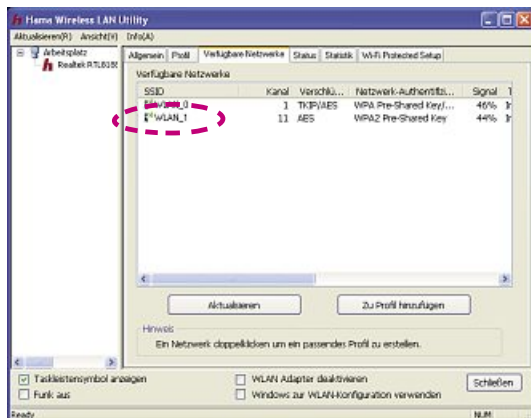 Hama Wireless LAN Utility
Aktualisieren(R) Ansicht(V) Info(A)
Arbeitsplatz
Realtek RTL818
Allgemein Profil Verfügbare Netzwerke Status Statistik Wi-Fi Protected Setup
Verfügbare Netzwerke
SSID Kanal Verschlü... Netzwerk-Authentifizi... Signal
WLAN_0 1 TKIP/AES WPA Pre-Shared Key/... 46%
WLAN_1 11 AES WPA2 Pre-Shared Key 44%
Aktualisieren Zu Profil hinzufügen
Hinweis
Ein Netzwerk doppelklicken um ein passendes Profil zu erstellen.
Taskleistensymbol anzeigen WLAN Adapter deaktivieren Schließen
Funk aus Windows zur WLAN-Konfiguration verwenden
Ready NUM